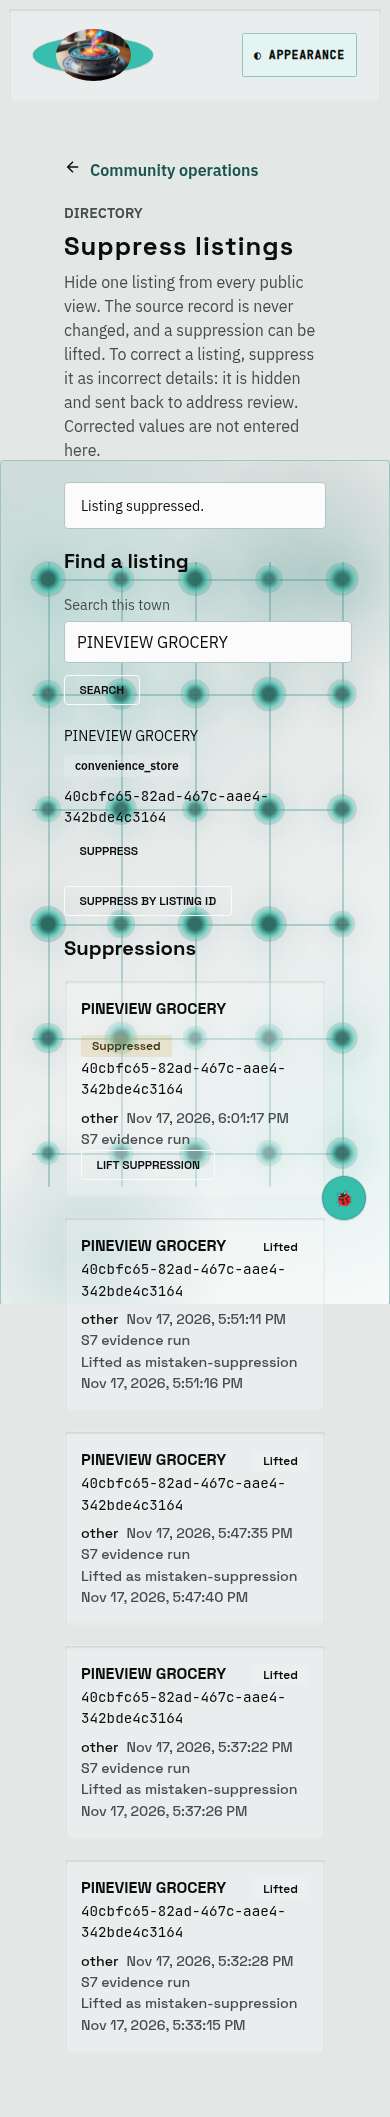 ◐ APPEARANCE
← Community operations
DIRECTORY
Suppress listings
Hide one listing from every public
view. The source record is never
changed, and a suppression can be
lifted. To correct a listing, suppress
it as incorrect details: it is hidden
and sent back to address review.
Corrected values are not entered
here.
Listing suppressed.
Find a listing
Search this town
PINEVIEW GROCERY
SEARCH
PINEVIEW GROCERY
convenience_store
40cbfc65-82ad-467c-aae4-
342bde4c3164
SUPPRESS
SUPPRESS BY LISTING ID
Suppressions
PINEVIEW GROCERY
Suppressed
40cbfc65-82ad-467c-aae4-
342bde4c3164
other Nov 17, 2026, 6:01:17 PM
S7 evidence run
LIFT SUPPRESSION
PINEVIEW GROCERY Lifted
40cbfc65-82ad-467c-aae4-
342bde4c3164
other Nov 17, 2026, 5:51:11 PM
S7 evidence run
Lifted as mistaken-suppression
Nov 17, 2026, 5:51:16 PM
PINEVIEW GROCERY Lifted
40cbfc65-82ad-467c-aae4-
342bde4c3164
other Nov 17, 2026, 5:47:35 PM
S7 evidence run
Lifted as mistaken-suppression
Nov 17, 2026, 5:47:40 PM
PINEVIEW GROCERY Lifted
40cbfc65-82ad-467c-aae4-
342bde4c3164
other Nov 17, 2026, 5:37:22 PM
S7 evidence run
Lifted as mistaken-suppression
Nov 17, 2026, 5:37:26 PM
PINEVIEW GROCERY Lifted
40cbfc65-82ad-467c-aae4-
342bde4c3164
other Nov 17, 2026, 5:32:28 PM
S7 evidence run
Lifted as mistaken-suppression
Nov 17, 2026, 5:33:15 PM